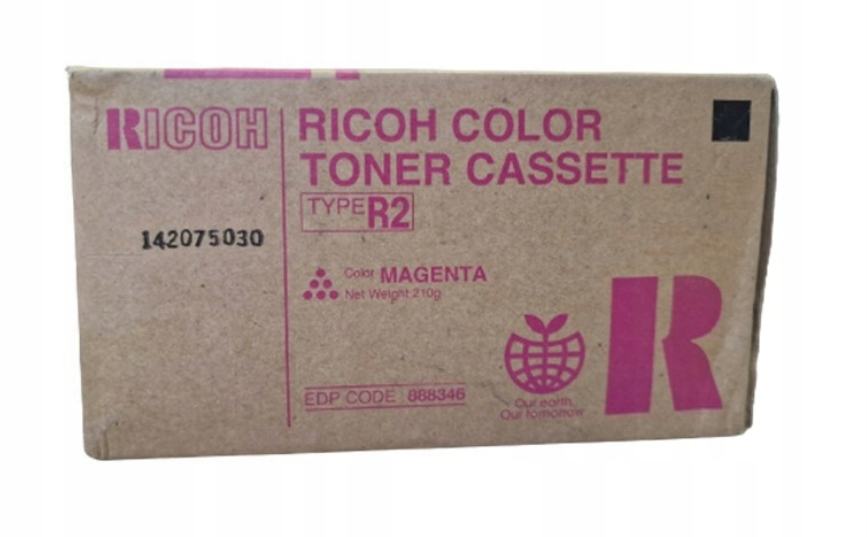 RICOH
RICOH COLOR
TONER CASSETTE
TYPE R2
142075030
Color MAGENTA
Net Weight 210g
EDP CODE 888346
Our earth,
Our tomorrow
R